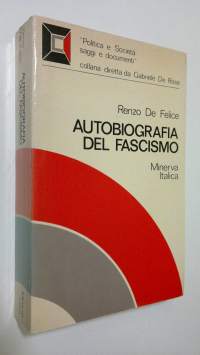 "Politica e Società
saggi e documenti"
collana diretta da Gabriele De Rosa
Renzo De Felice
AUTOBIOGRAFIA
DEL FASCISMO
Minerva
Italica